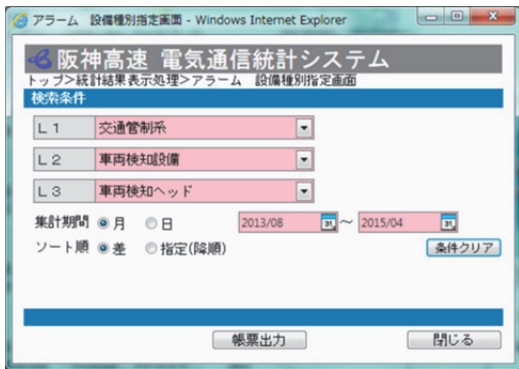 アラーム 設備種別指定画面 - Windows Internet Explorer
阪神高速 電気通信統計システム
トップ>統計結果表示処理>アラーム 設備種別指定画面
検索条件
L1 交通管制系
L2 車両検知設備
L3 車両検知ヘッド
集計期間 月 日 2013/08 31 ～ 2015/04 31
ソート順 差 指定(降順) 条件クリア
帳票出力 閉じる